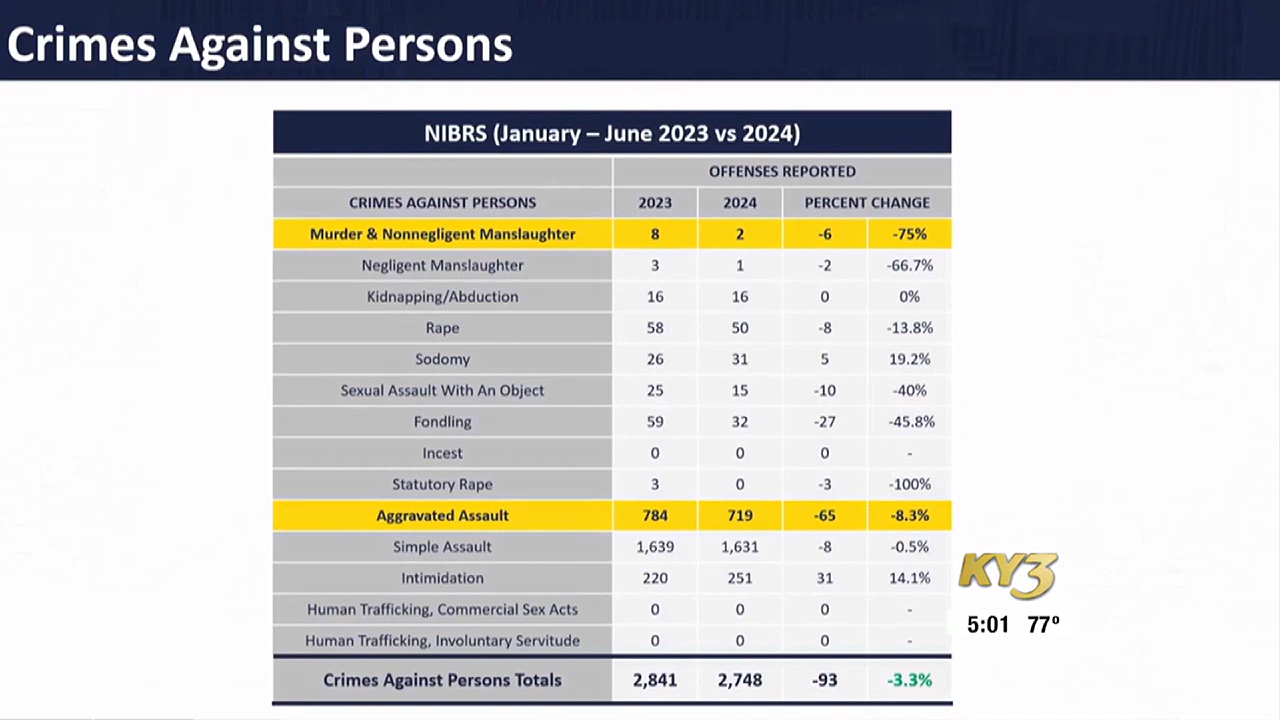 Crimes Against Persons
NIBRS (January – June 2023 vs 2024)
OFFENSES REPORTED
CRIMES AGAINST PERSONS 2023 2024 PERCENT CHANGE
Murder & Nonnegligent Manslaughter 8 2 -6 -75%
Negligent Manslaughter 3 1 -2 -66.7%
Kidnapping/Abduction 16 16 0 0%
Rape 58 50 -8 -13.8%
Sodomy 26 31 5 19.2%
Sexual Assault With An Object 25 15 -10 -40%
Fondling 59 32 -27 -45.8%
Incest 0 0 0 -
Statutory Rape 3 0 -3 -100%
Aggravated Assault 784 719 -65 -8.3%
Simple Assault 1,639 1,631 -8 -0.5%
Intimidation 220 251 31 14.1%
Human Trafficking, Commercial Sex Acts 0 0 0 -
Human Trafficking, Involuntary Servitude 0 0 0 -
Crimes Against Persons Totals 2,841 2,748 -93 -3.3%
KY3
5:01 77º